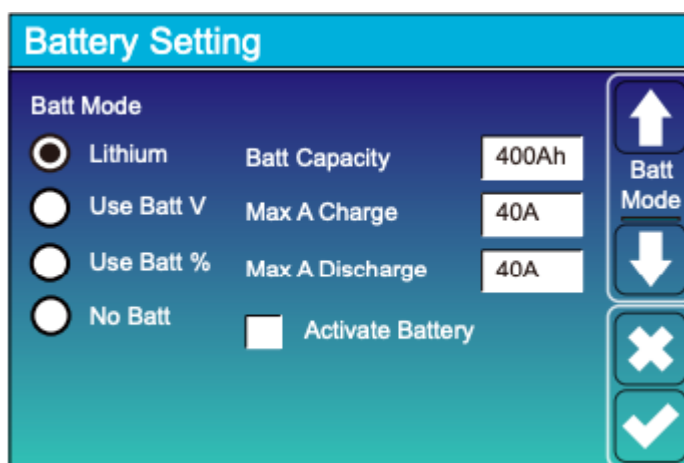 Battery Setting
Batt Mode
Lithium
Batt Capacity
400Ah
Use Batt V
Max A Charge
40A
Use Batt %
Max A Discharge
40A
No Batt
Activate Battery
Batt
Mode